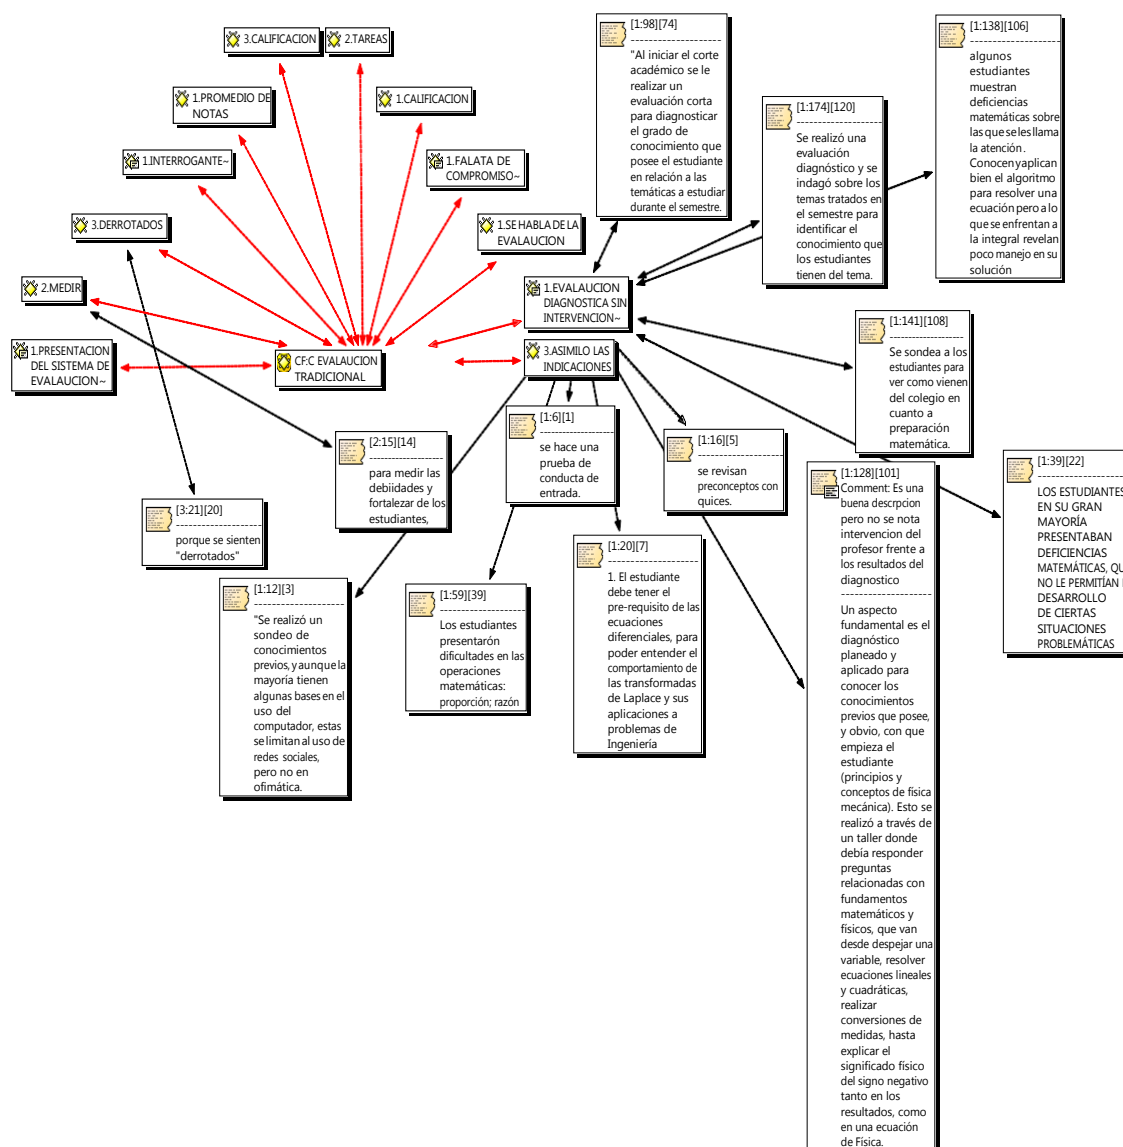 3.CALIFICACION
2.TAREAS
1.PROMEDIO DE
NOTAS
1.CALIFICACION
1.INTERROGANTE~
1.FALATA DE
COMPROMISO~
3.DERROTADOS
1.SE HABLA DE LA
EVALAUCION
2.MEDIR
1.EVALAUCION
DIAGNOSTICA SIN
INTERVENCION~
1.PRESENTACION
DEL SISTEMA DE
EVALAUCION~
CF:C EVALAUCION
TRADICIONAL
3.ASIMILO LAS
INDICACIONES
[1:98][74]
"Al iniciar el corte
académico se le
realizar un
evaluación corta
para diagnosticar
el grado de
conocimiento que
posee el estudiante
en relación a las
temáticas a estudiar
durante el semestre.
[1:174][120]
Se realizó una
evaluación
diagnóstico y se
indagó sobre los
temas tratados en
el semestre para
identificar el
conocimiento que
los estudiantes
tienen del tema.
[1:138][106]
algunos
estudiantes
muestran
deficiencias
matemáticas sobre
las que se les llama
la atención.
Conocen y aplican
bien el algoritmo
para resolver una
ecuación pero a lo
que se enfrentan a
la integral revelan
poco manejo en su
solución
[1:141][108]
Se sondea a los
estudiantes para
ver como vienen
del colegio en
cuanto a
preparación
matemática.
[2:15][14]
para medir las
debiidades y
fortalezar de los
estudiantes,
[1:6][1]
se hace una
prueba de
conducta de
entrada.
[1:16][5]
se revisan
preconceptos con
quices.
[1:39][22]
LOS ESTUDIANTES
EN SU GRAN
MAYORÍA
PRESENTABAN
DEFICIENCIAS
MATEMÁTICAS, QU
NO LE PERMITÍAN
DESARROLLO
DE CIERTAS
SITUACIONES
PROBLEMÁTICAS
[3:21][20]
porque se sienten
"derrotados"
[1:12][3]
"Se realizó un
sondeo de
conocimientos
previos, y aunque la
mayoría tienen
algunas bases en el
uso del
computador, estas
se limitan al uso de
redes sociales,
pero no en
ofimática.
[1:59][39]
Los estudiantes
presentarón
dificultades en las
operaciones
matemáticas:
proporción; razón
[1:20][7]
1. El estudiante
debe tener el
pre-requisito de las
ecuaciones
diferenciales, para
poder entender el
comportamiento de
las transformadas
de Laplace y sus
aplicaciones a
problemas de
Ingeniería
[1:128][101]
Comment: Es una
buena descrpcion
pero no se nota
intervencion del
profesor frente a
los resultados del
diagnostico
Un aspecto
fundamental es el
diagnóstico
planeado y
aplicado para
conocer los
conocimientos
previos que posee,
y obvio, con que
empieza el
estudiante
(principios y
conceptos de física
mecánica). Esto se
realizó a través de
un taller donde
debía responder
preguntas
relacionadas con
fundamentos
matemáticos y
físicos, que van
desde despejar una
variable, resolver
ecuaciones lineales
y cuadráticas,
realizar
conversiones de
medidas, hasta
explicar el
significado físico
del signo negativo
tanto en los
resultados, como
en una ecuación
de Física.